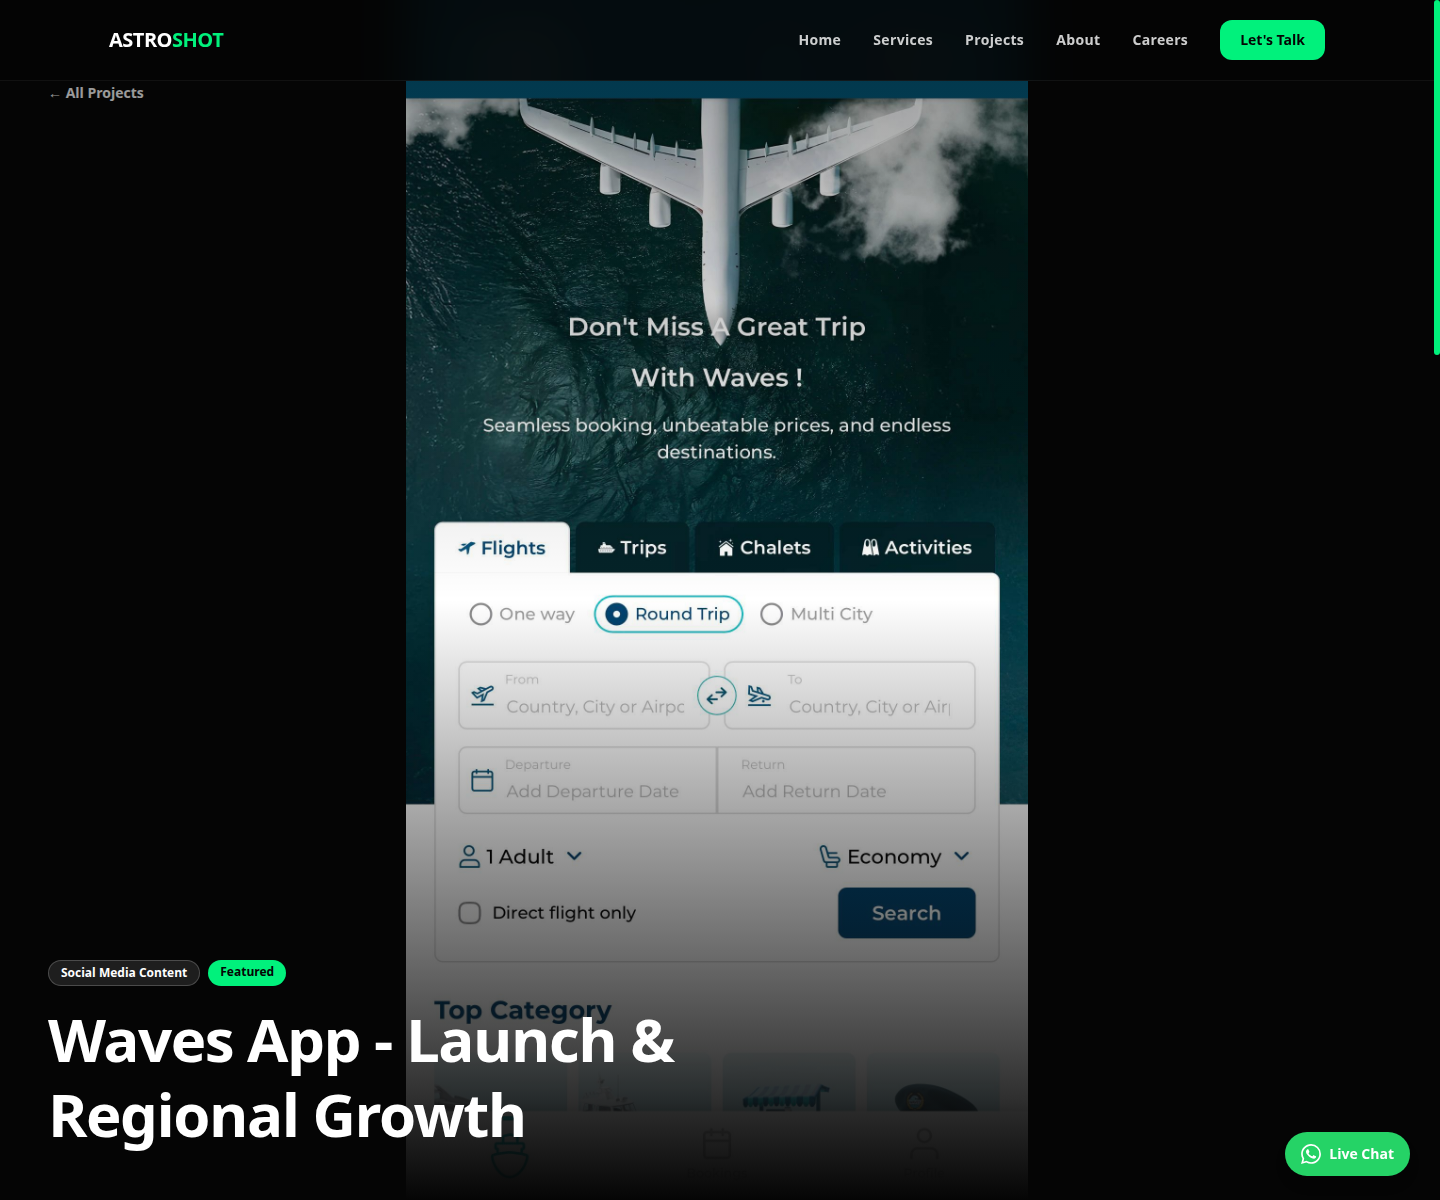 ASTROSHOT
Home Services Projects About Careers Let's Talk
← All Projects
Don't Miss A Great Trip
With Waves !
Seamless booking, unbeatable prices, and endless
destinations.
Flights Trips Chalets Activities
One way Round Trip Multi City
From To
Country, City or Airpo Country, City or Air
Departure Return
Add Departure Date Add Return Date
1 Adult Economy
Direct flight only Search
Social Media Content Featured
Top Category
Waves App - Launch &
Regional Growth
Live Chat